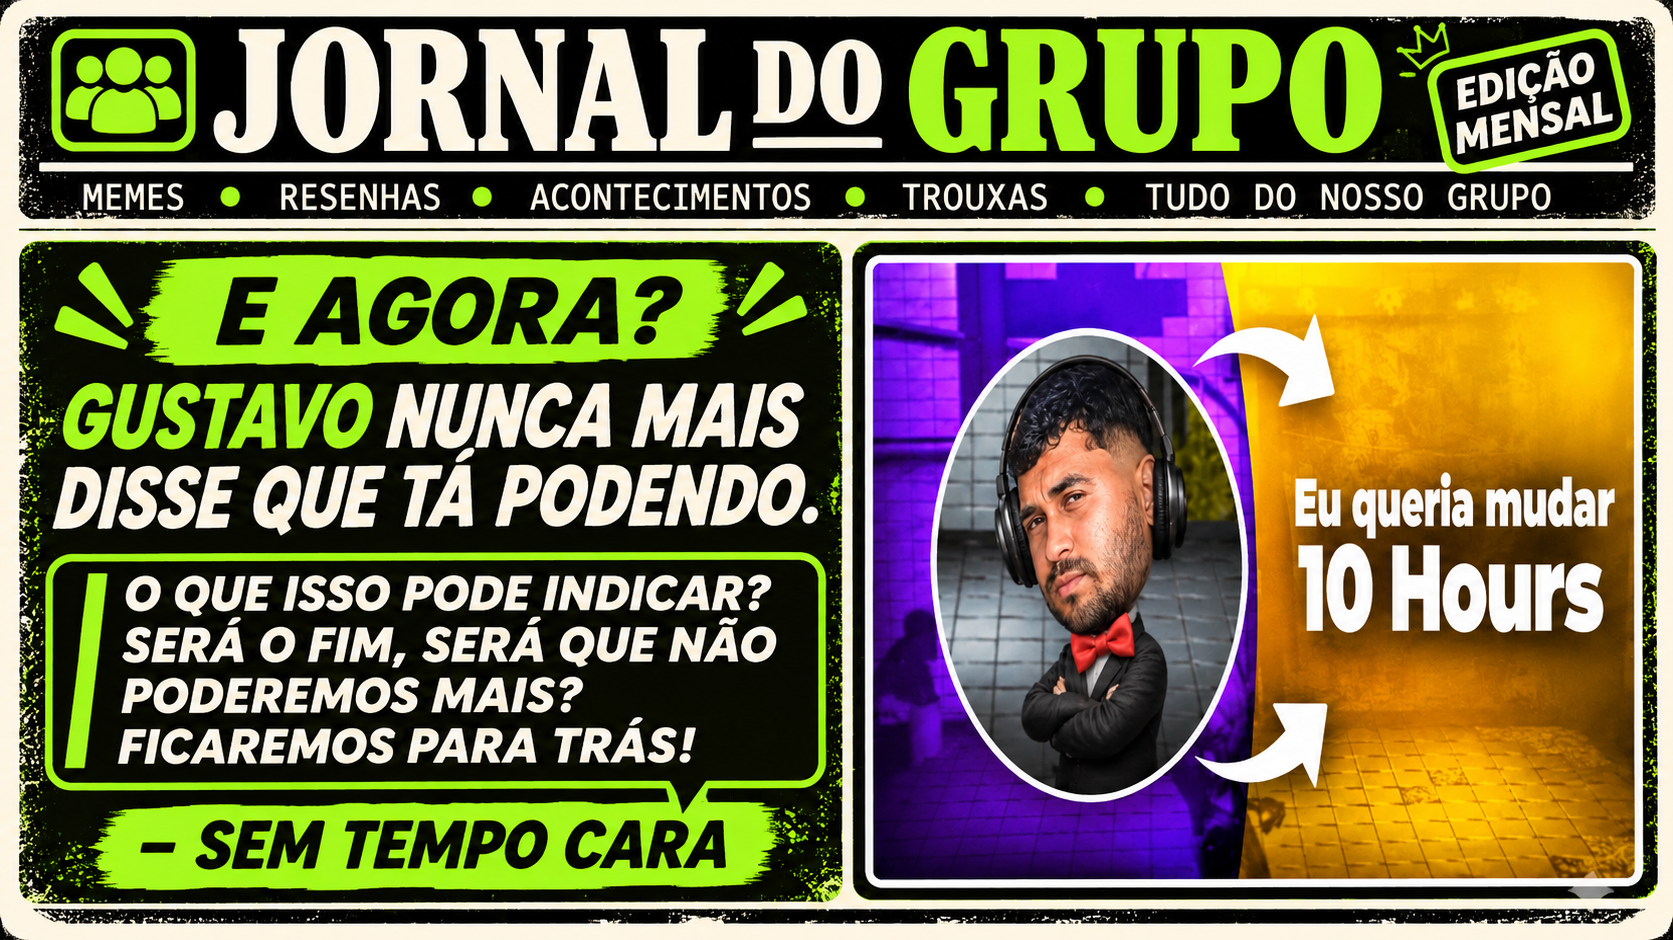 JORNAL DO GRUPO
EDIÇÃO
MENSAL
MEMES • RESENHAS • ACONTECIMENTOS • TROUXAS • TUDO DO NOSSO GRUPO
E AGORA?
GUSTAVO NUNCA MAIS
DISSE QUE TÁ PODENDO.
O QUE ISSO PODE INDICAR?
SERÁ O FIM, SERÁ QUE NÃO
PODEREMOS MAIS?
FICAREMOS PARA TRÁS!
– SEM TEMPO CARA
Eu queria mudar
10 Hours